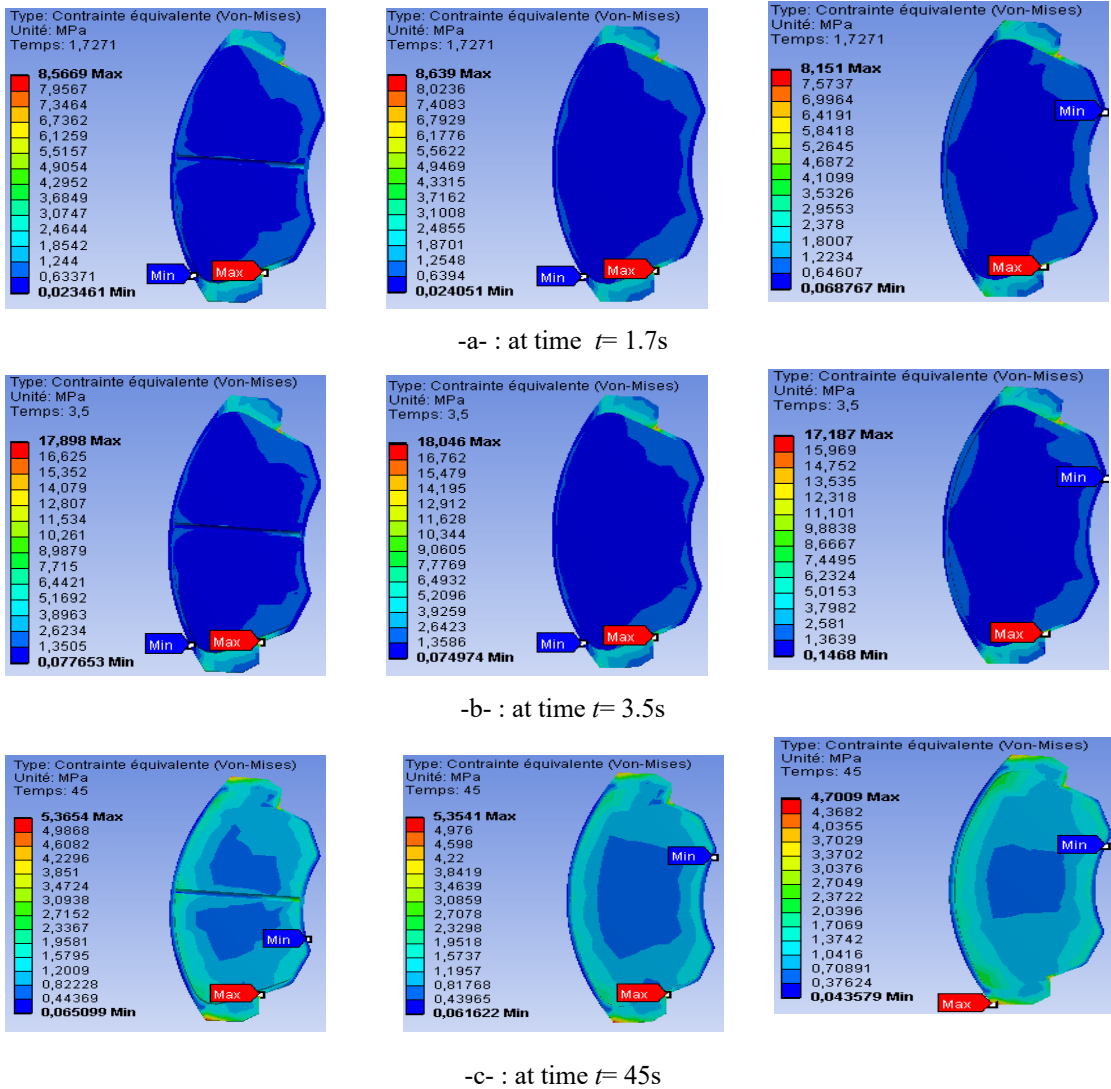 Type: Contrainte équivalente (Von-Mises)
Unité: MPa
Temps: 1,7271
8,5669 Max
7,9567
7,3464
6,7362
6,1259
5,5157
4,9054
4,2952
3,6849
3,0747
2,4644
1,8542
1,244
0,63371
0,023461 Min
Min
Max
Type: Contrainte équivalente (Von-Mises)
Unité: MPa
Temps: 1,7271
8,639 Max
8,0236
7,4083
6,7929
6,1776
5,5622
4,9469
4,3315
3,7162
3,1008
2,4855
1,8701
1,2548
0,6394
0,024051 Min
Min
Max
Type: Contrainte équivalente (Von-Mises)
Unité: MPa
Temps: 1,7271
8,151 Max
7,5737
6,9964
6,4191
5,8418
5,2645
4,6872
4,1099
3,5326
2,9553
2,378
1,8007
1,2234
0,64607
0,068767 Min
Min
Max
-a- : at time t= 1.7s
Type: Contrainte équivalente (Von-Mises)
Unité: MPa
Temps: 3,5
17,898 Max
16,625
15,352
14,079
12,807
11,534
10,261
8,9879
7,715
6,4421
5,1692
3,8963
2,6234
1,3505
0,077653 Min
Min
Max
Type: Contrainte équivalente (Von-Mises)
Unité: MPa
Temps: 3,5
18,046 Max
16,762
15,479
14,195
12,912
11,628
10,344
9,0605
7,7769
6,4932
5,2096
3,9259
2,6423
1,3586
0,074974 Min
Min
Max
Type: Contrainte équivalente (Von-Mises)
Unité: MPa
Temps: 3,5
17,187 Max
15,969
14,752
13,535
12,318
11,101
9,8838
8,6667
7,4495
6,2324
5,0153
3,7982
2,581
1,3639
0,1468 Min
Min
Max
-b- : at time t= 3.5s
Type: Contrainte équivalente (Von-Mises)
Unité: MPa
Temps: 45
5,3654 Max
4,9868
4,6082
4,2296
3,851
3,4724
3,0938
2,7152
2,3367
1,9581
1,5795
1,2009
0,82228
0,44369
0,065099 Min
Min
Max
Type: Contrainte équivalente (Von-Mises)
Unité: MPa
Temps: 45
5,3541 Max
4,976
4,598
4,22
3,8419
3,4639
3,0859
2,7078
2,3298
1,9518
1,5737
1,1957
0,81768
0,43965
0,061622 Min
Min
Max
Type: Contrainte équivalente (Von-Mises)
Unité: MPa
Temps: 45
4,7009 Max
4,3682
4,0355
3,7029
3,3702
3,0376
2,7049
2,3722
2,0396
1,7069
1,3742
1,0416
0,70891
0,37624
0,043579 Min
Min
Max
-c- : at time t= 45s